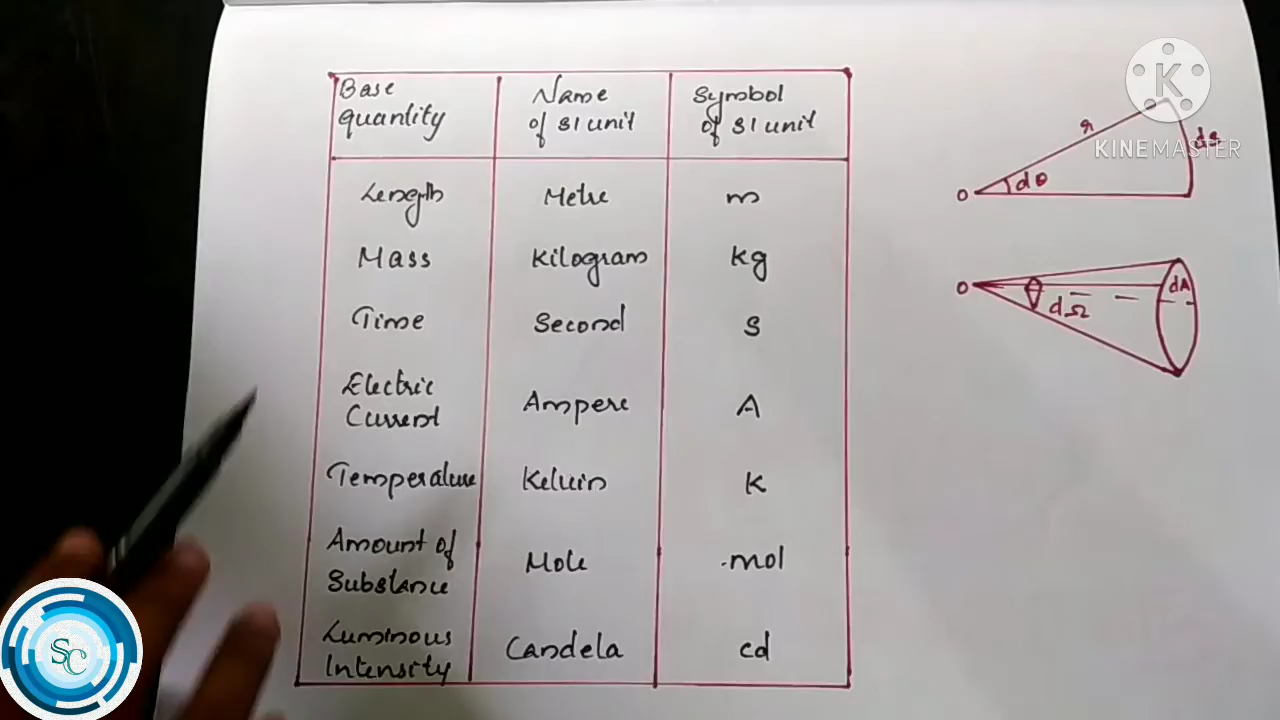 Base quantity
Name of SI unit
Symbol of SI unit
Length Metre m
Mass Kilogram kg
Time Second s
Electric Current Ampere A
Temperature Kelvin K
Amount of Substance Mole mol
Luminous Intensity Candela cd
r
ds
O
dθ
O
dΩ
dA
K
KINEMASTER
SC